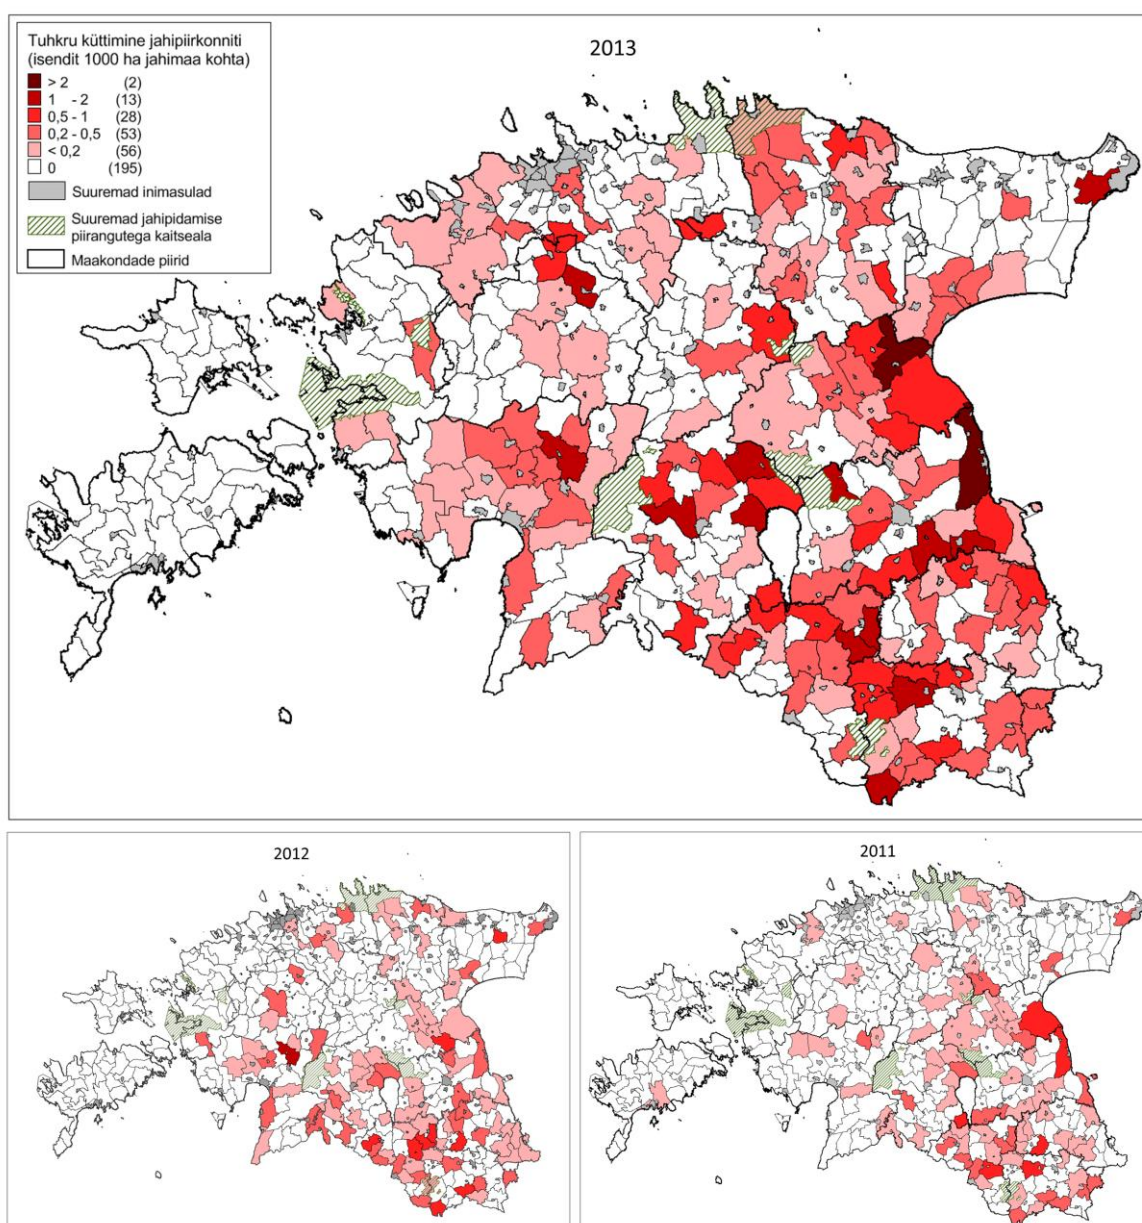 2013
Tuhkru küttimine jahipiirkonniti
(isendit 1000 ha jahimaa kohta)
> 2 (2)
1 - 2 (13)
0,5 - 1 (28)
0,2 - 0,5 (53)
< 0,2 (56)
0 (195)
Suuremad inimasulad
Suuremad jahipidamise
piirangutega kaitseala
Maakondade piirid
2012
2011